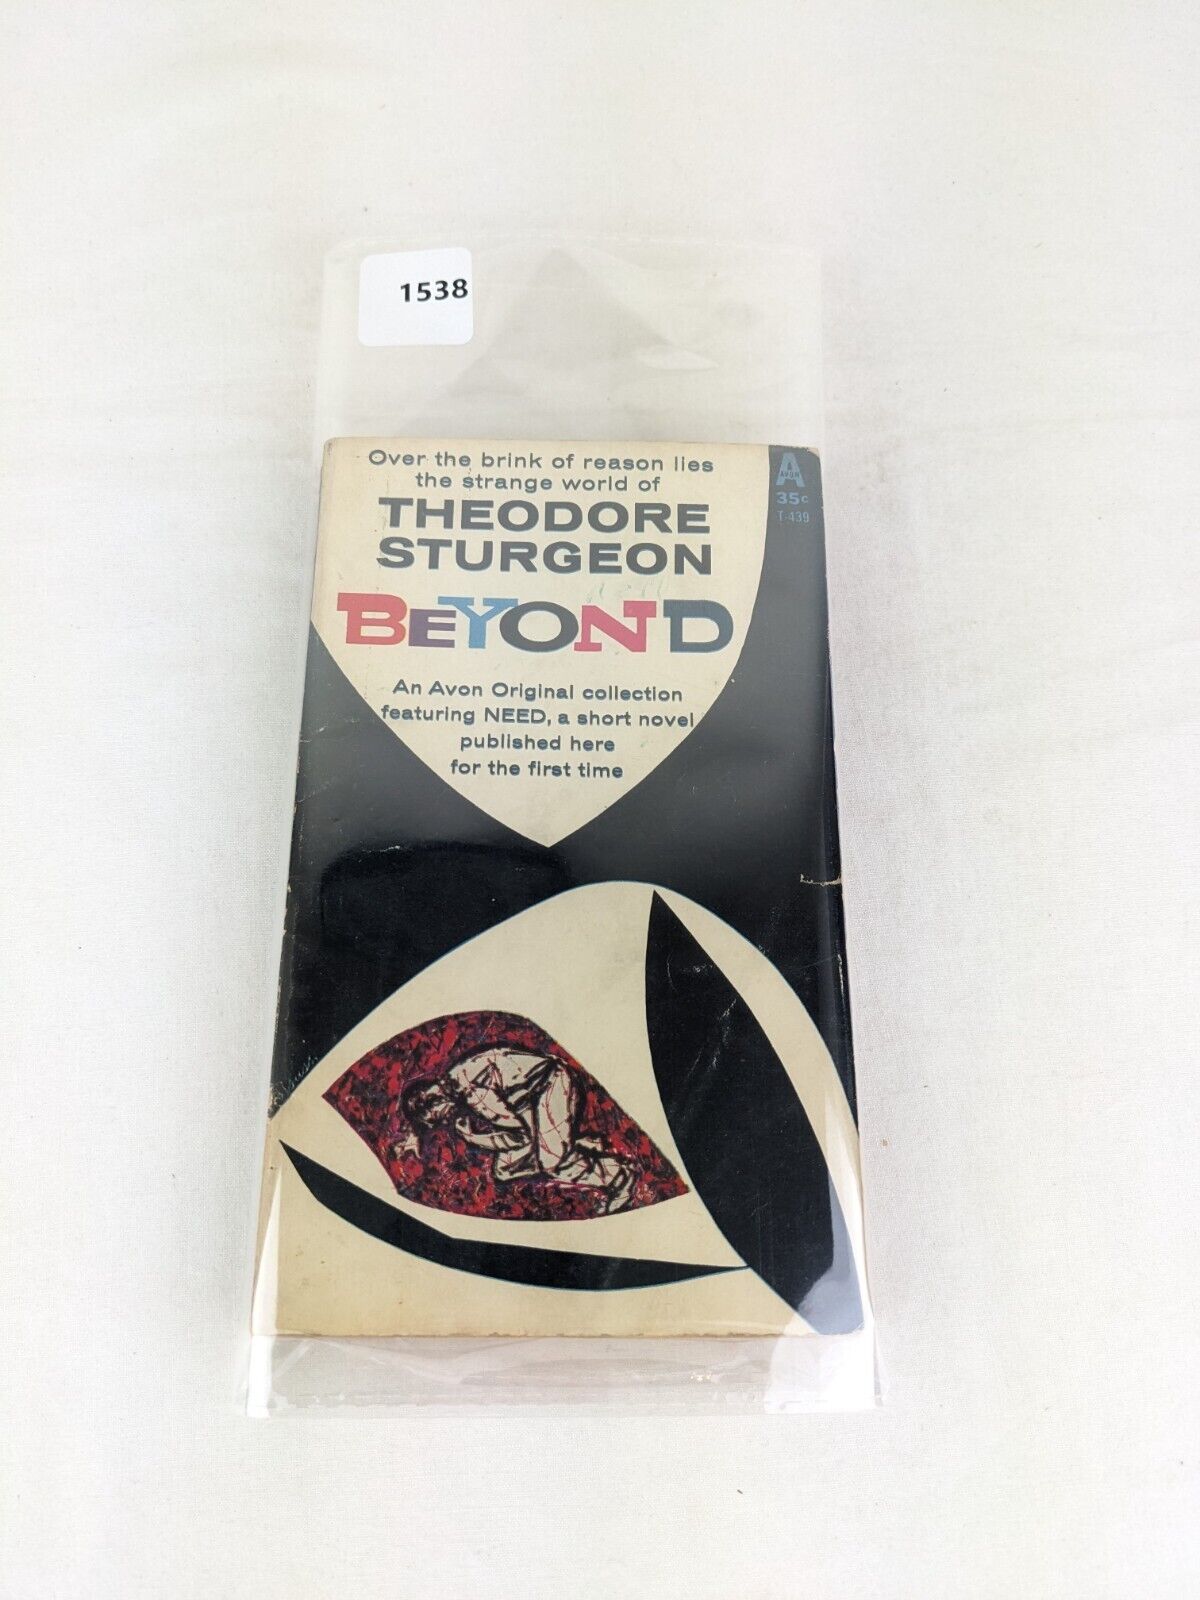 1538
Over the brink of reason lies
the strange world of
THEODORE
STURGEON
BEYOND
An Avon Original collection
featuring NEED, a short novel
published here
for the first time
A
AVON
35c
T-439